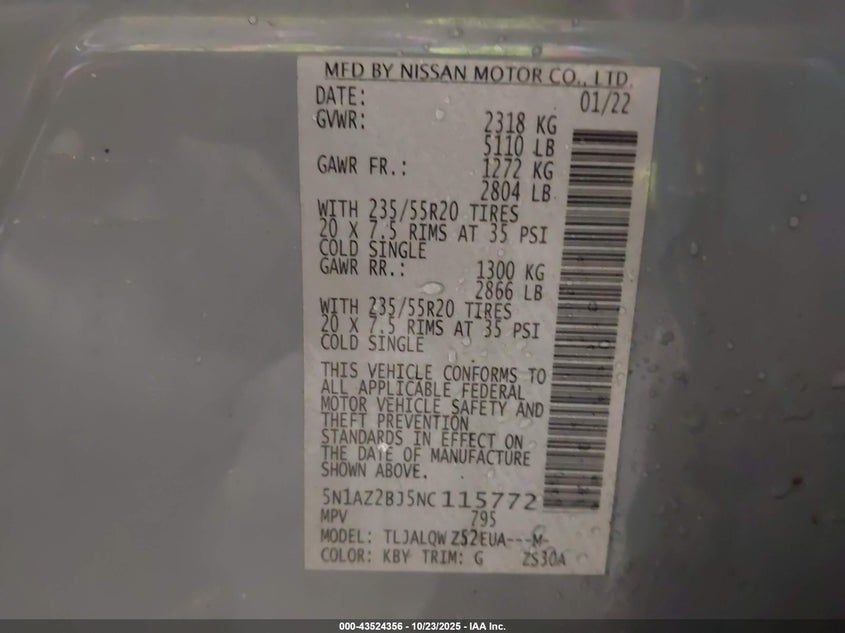 MFD BY NISSAN MOTOR CO., LTD.
DATE: 01/22
GVWR: 2318 KG
5110 LB
GAWR FR.: 1272 KG
2804 LB
WITH 235/55R20 TIRES
20 X 7.5 RIMS AT 35 PSI
COLD SINGLE
GAWR RR.: 1300 KG
2866 LB
WITH 235/55R20 TIRES
20 X 7.5 RIMS AT 35 PSI
COLD SINGLE
THIS VEHICLE CONFORMS TO
ALL APPLICABLE FEDERAL
MOTOR VEHICLE SAFETY AND
THEFT PREVENTION
STANDARDS IN EFFECT ON
THE DATE OF MANUFACTURE
SHOWN ABOVE.
5N1AZ2BJ5NC115772
MPV 795
MODEL: TLJALQW Z52EUA---M-
COLOR: KBY TRIM: G ZS30A
000-43524356 - 10/23/2025 - IAA Inc.